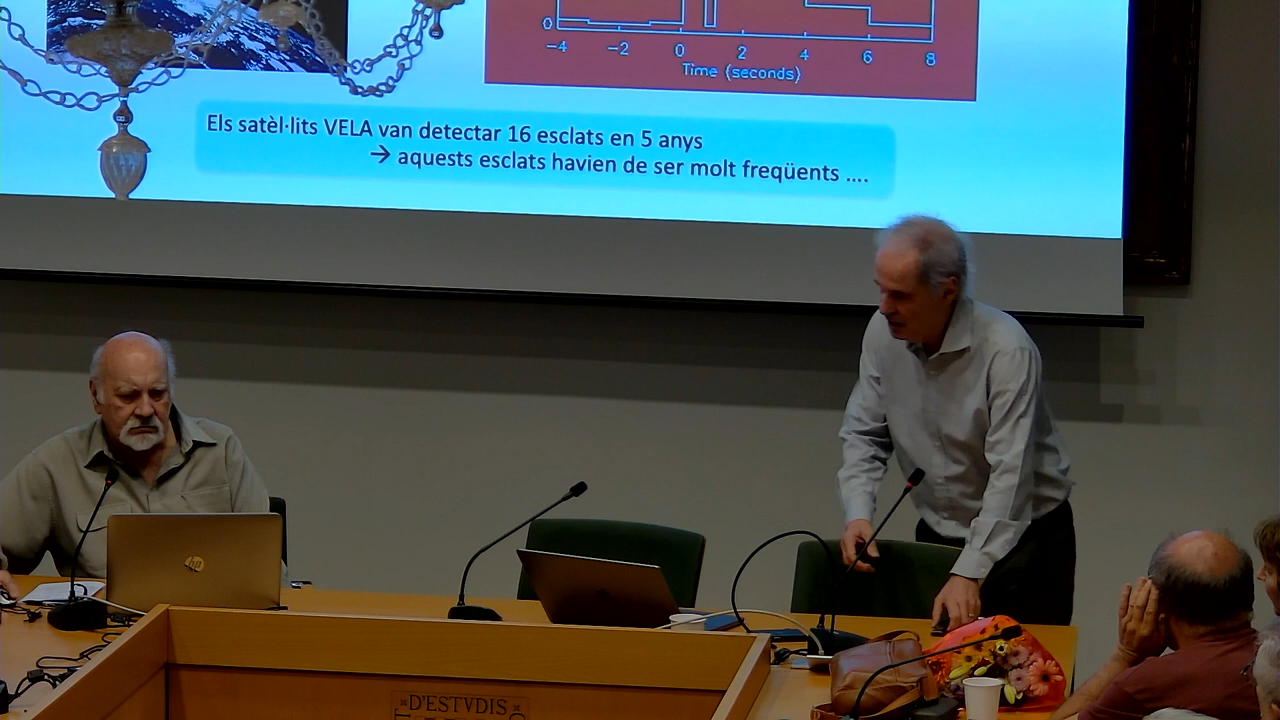 0
−4 −2 0 2 4 6 8
Time (seconds)
Els satèl·lits VELA van detectar 16 esclats en 5 anys
→ aquests esclats havien de ser molt freqüents ....
hp
D'ESTVDIS